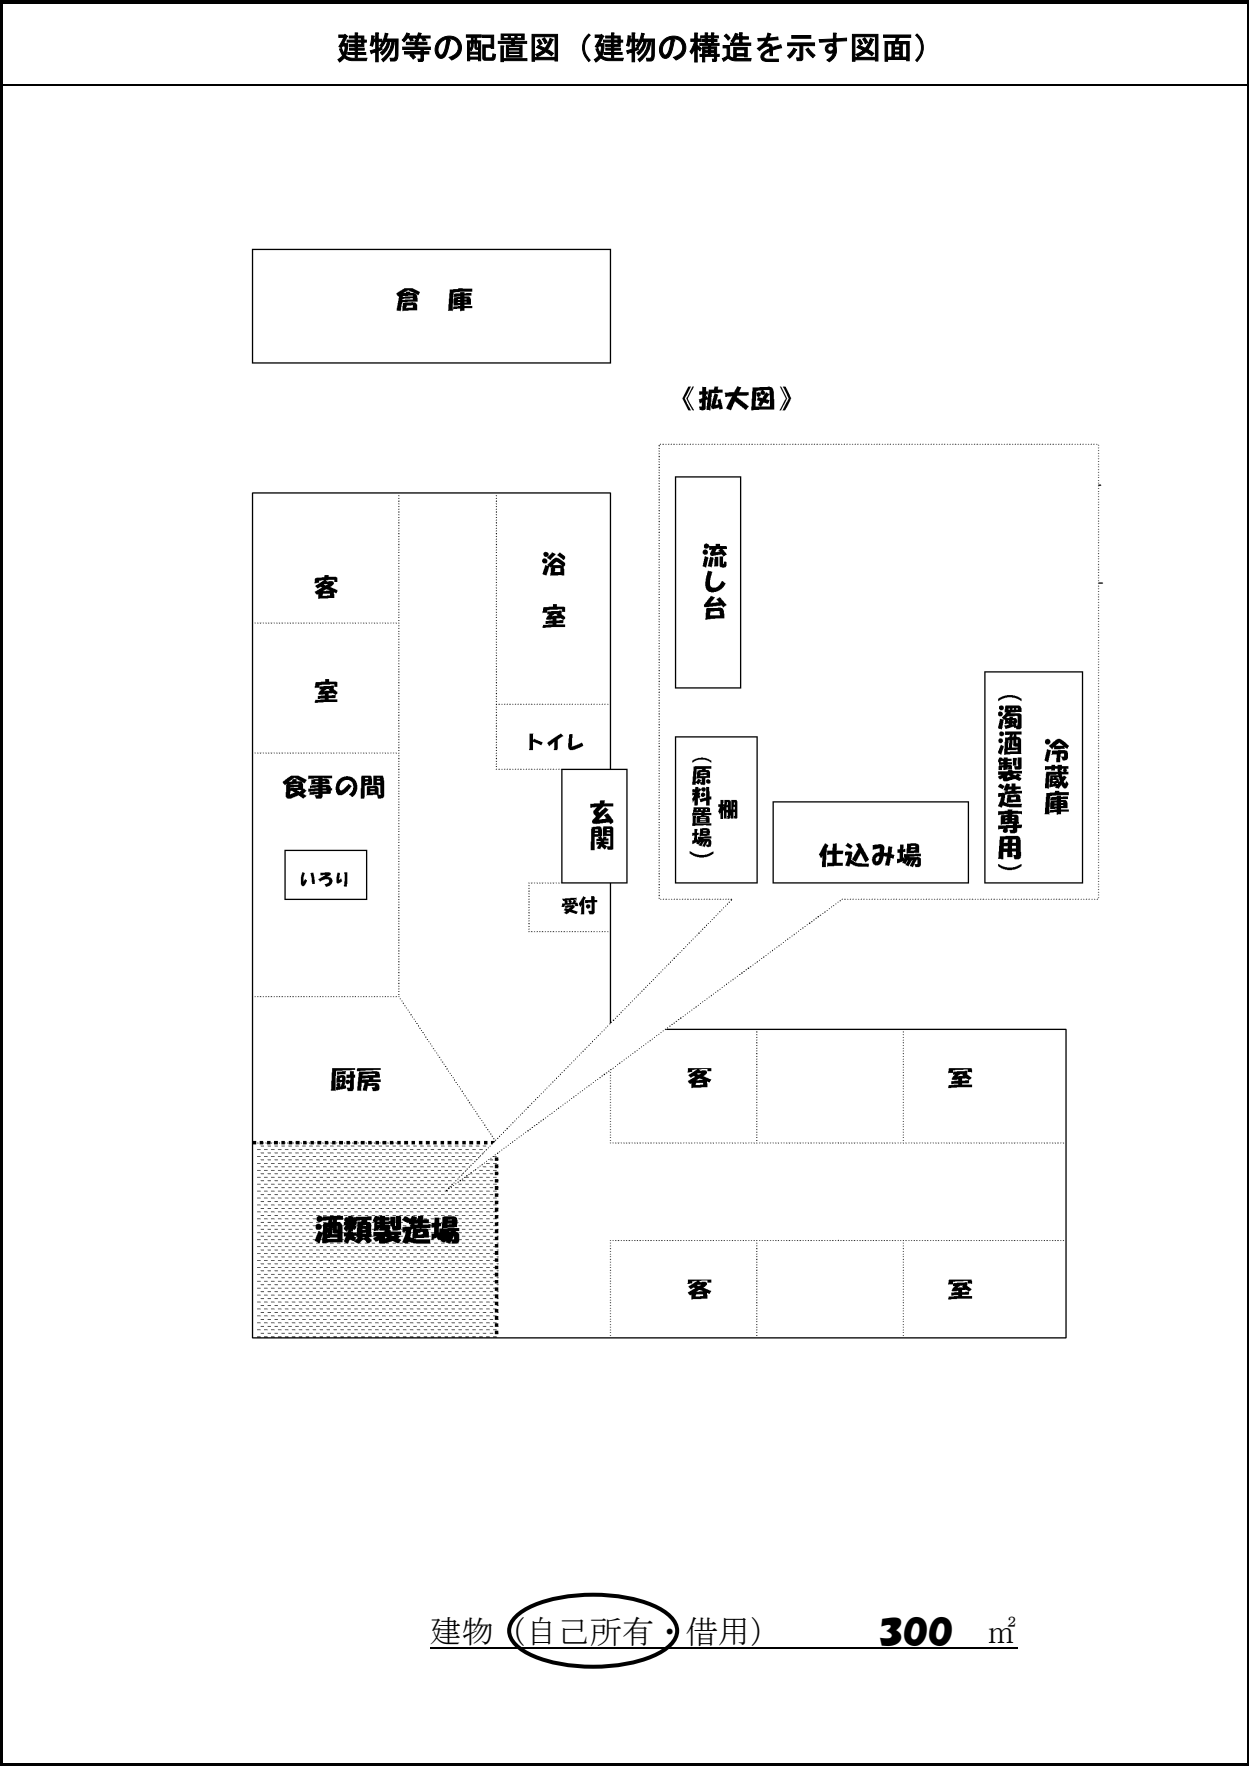 建物等の配置図（建物の構造を示す図面）
倉　庫
《拡大図》
客
室
浴
室
トイレ
食事の間
いろり
玄関
受付
流し台
棚
（原料置場）
仕込み場
冷蔵庫
（濁酒製造専用）
厨房
客　室
酒類製造場
客　室
建物（自己所有・借用）　300　㎡